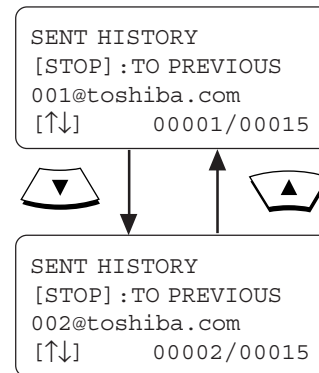 SENT HISTORY
[STOP]:TO PREVIOUS
001@toshiba.com
[↑↓] 00001/00015
SENT HISTORY
[STOP]:TO PREVIOUS
002@toshiba.com
[↑↓] 00002/00015